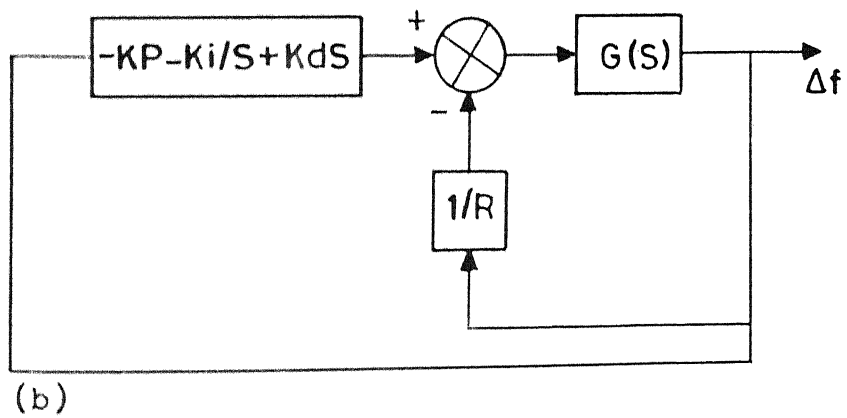 +
-KP-Ki/S+KdS
G(S)
Δf
-
1/R
(b)